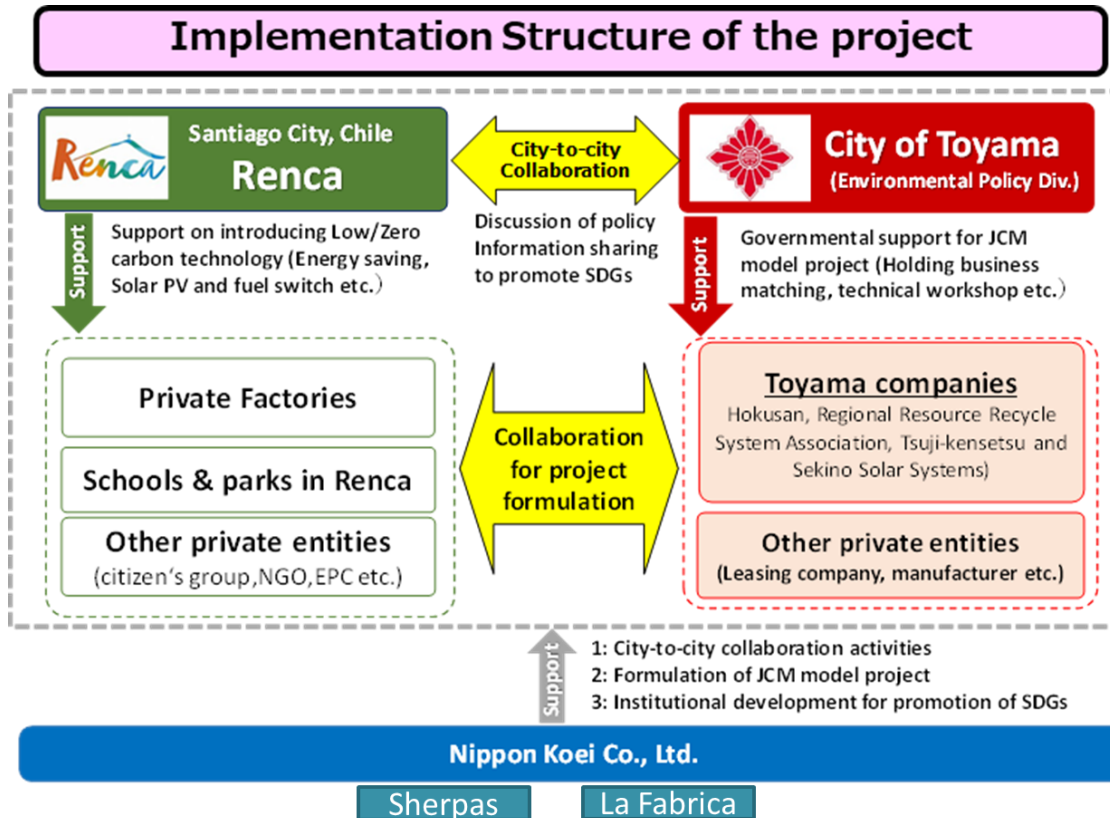 Implementation Structure of the project
Renca
Santiago City, Chile
Renca
City-to-city
Collaboration
City of Toyama
(Environmental Policy Div.)
Support
Support on introducing Low/Zero
carbon technology (Energy saving,
Solar PV and fuel switch etc.)
Discussion of policy
Information sharing
to promote SDGs
Support
Governmental support for JCM
model project (Holding business
matching, technical workshop etc.)
Private Factories
Schools & parks in Renca
Other private entities
(citizen's group,NGO,EPC etc.)
Collaboration
for project
formulation
Toyama companies
Hokusan, Regional Resource Recycle
System Association, Tsuji-kensetsu and
Sekino Solar Systems)
Other private entities
(Leasing company, manufacturer etc.)
Support
1: City-to-city collaboration activities
2: Formulation of JCM model project
3: Institutional development for promotion of SDGs
Nippon Koei Co., Ltd.
Sherpas
La Fabrica